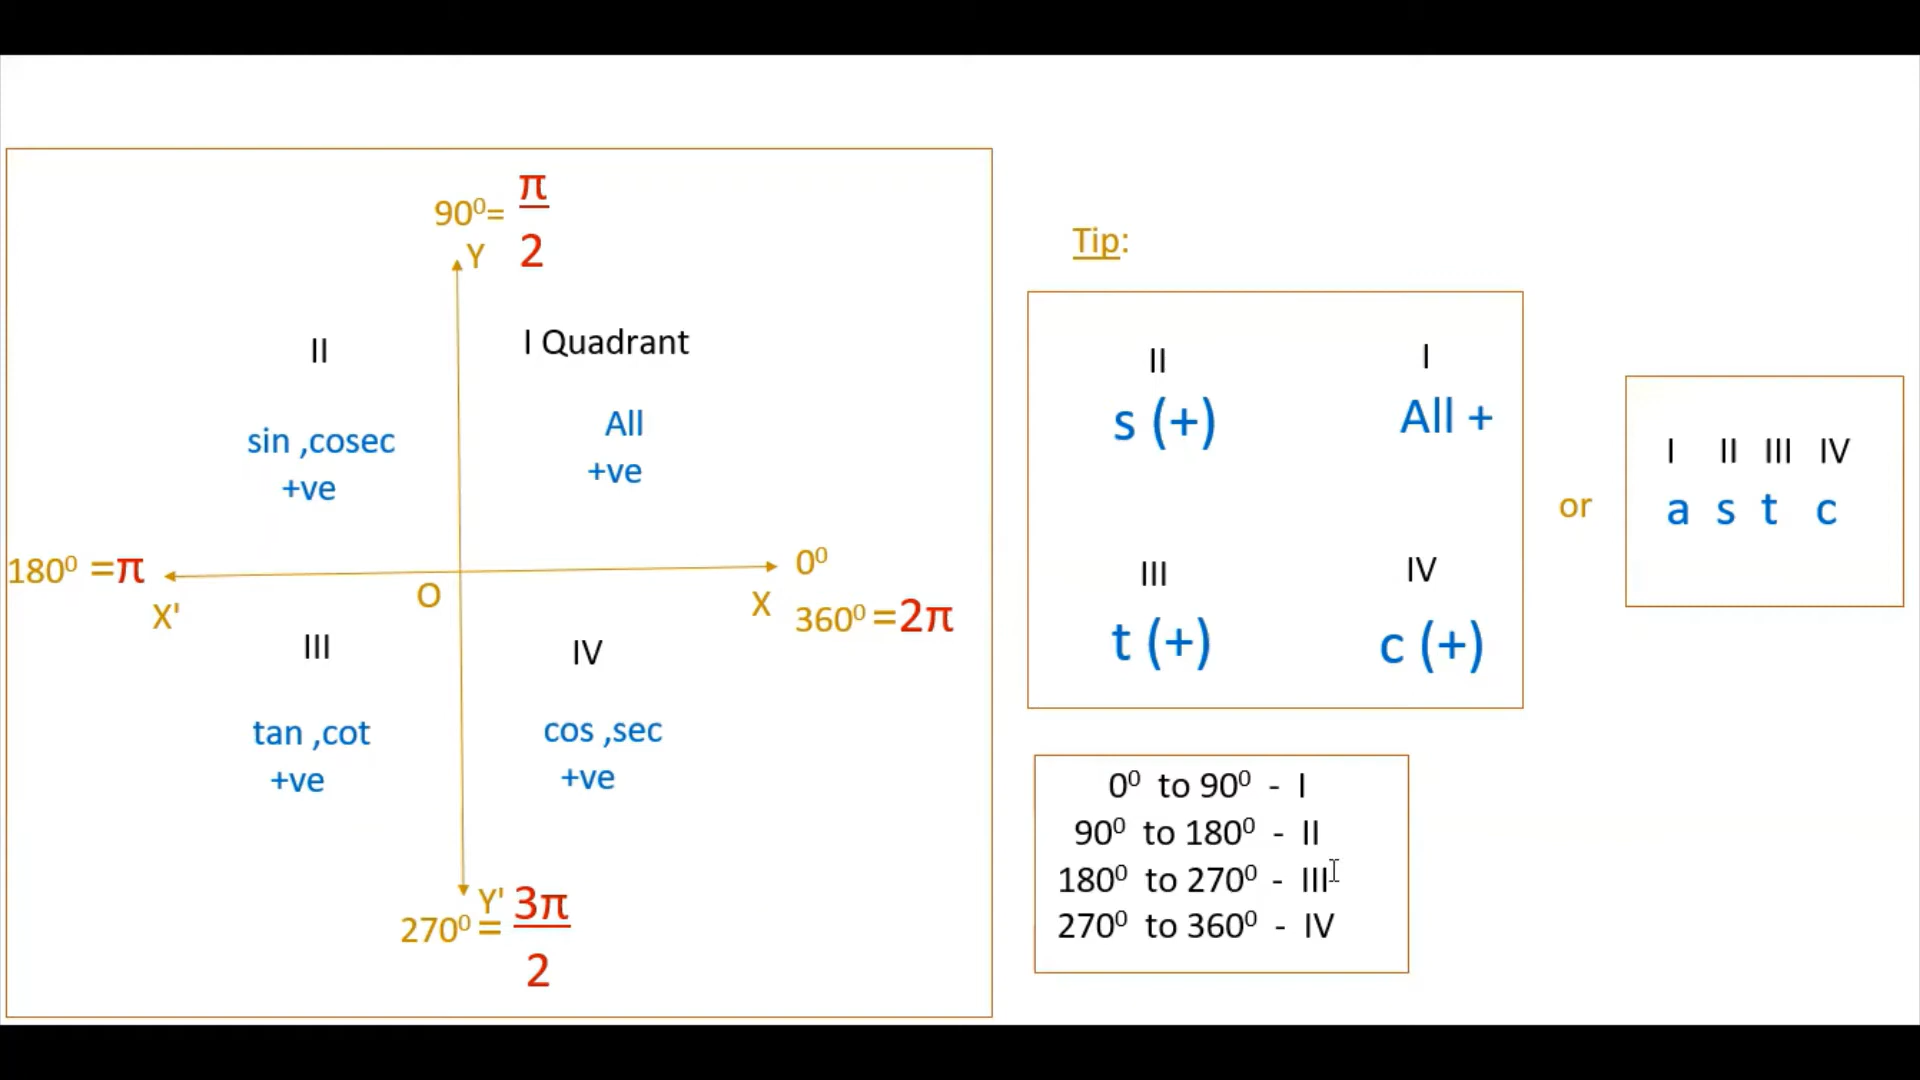 90⁰= π/2
Y
II
I Quadrant
sin ,cosec
+ve
All
+ve
180⁰ =π
X'
O
X
0⁰
360⁰ =2π
III
IV
tan ,cot
+ve
cos ,sec
+ve
Y'
270⁰ = 3π/2
Tip:
II I
s (+) All +
III IV
t (+) c (+)
or
I II III IV
a s t c
0⁰ to 90⁰ - I
90⁰ to 180⁰ - II
180⁰ to 270⁰ - III
270⁰ to 360⁰ - IV